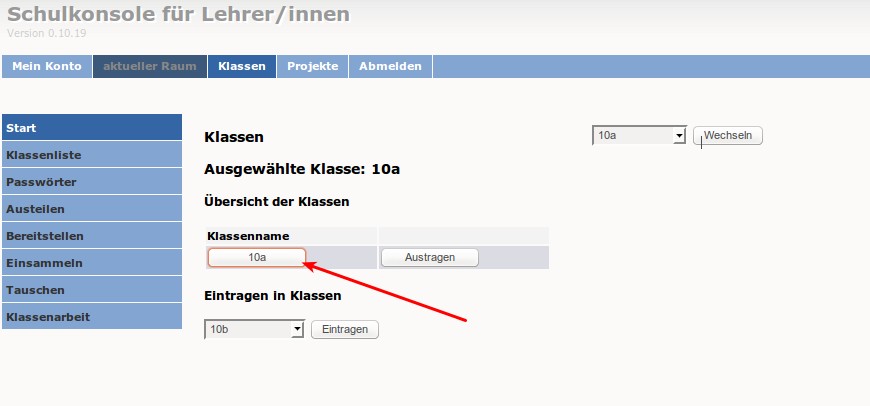 Schulkonsole für Lehrer/innen
Version 0.10.19
Mein Konto aktueller Raum Klassen Projekte Abmelden
Start
Klassenliste
Passwörter
Austeilen
Bereitstellen
Einsammeln
Tauschen
Klassenarbeit
Klassen 10a Wechseln
Ausgewählte Klasse: 10a
Übersicht der Klassen
Klassenname
10a Austragen
Eintragen in Klassen
10b Eintragen